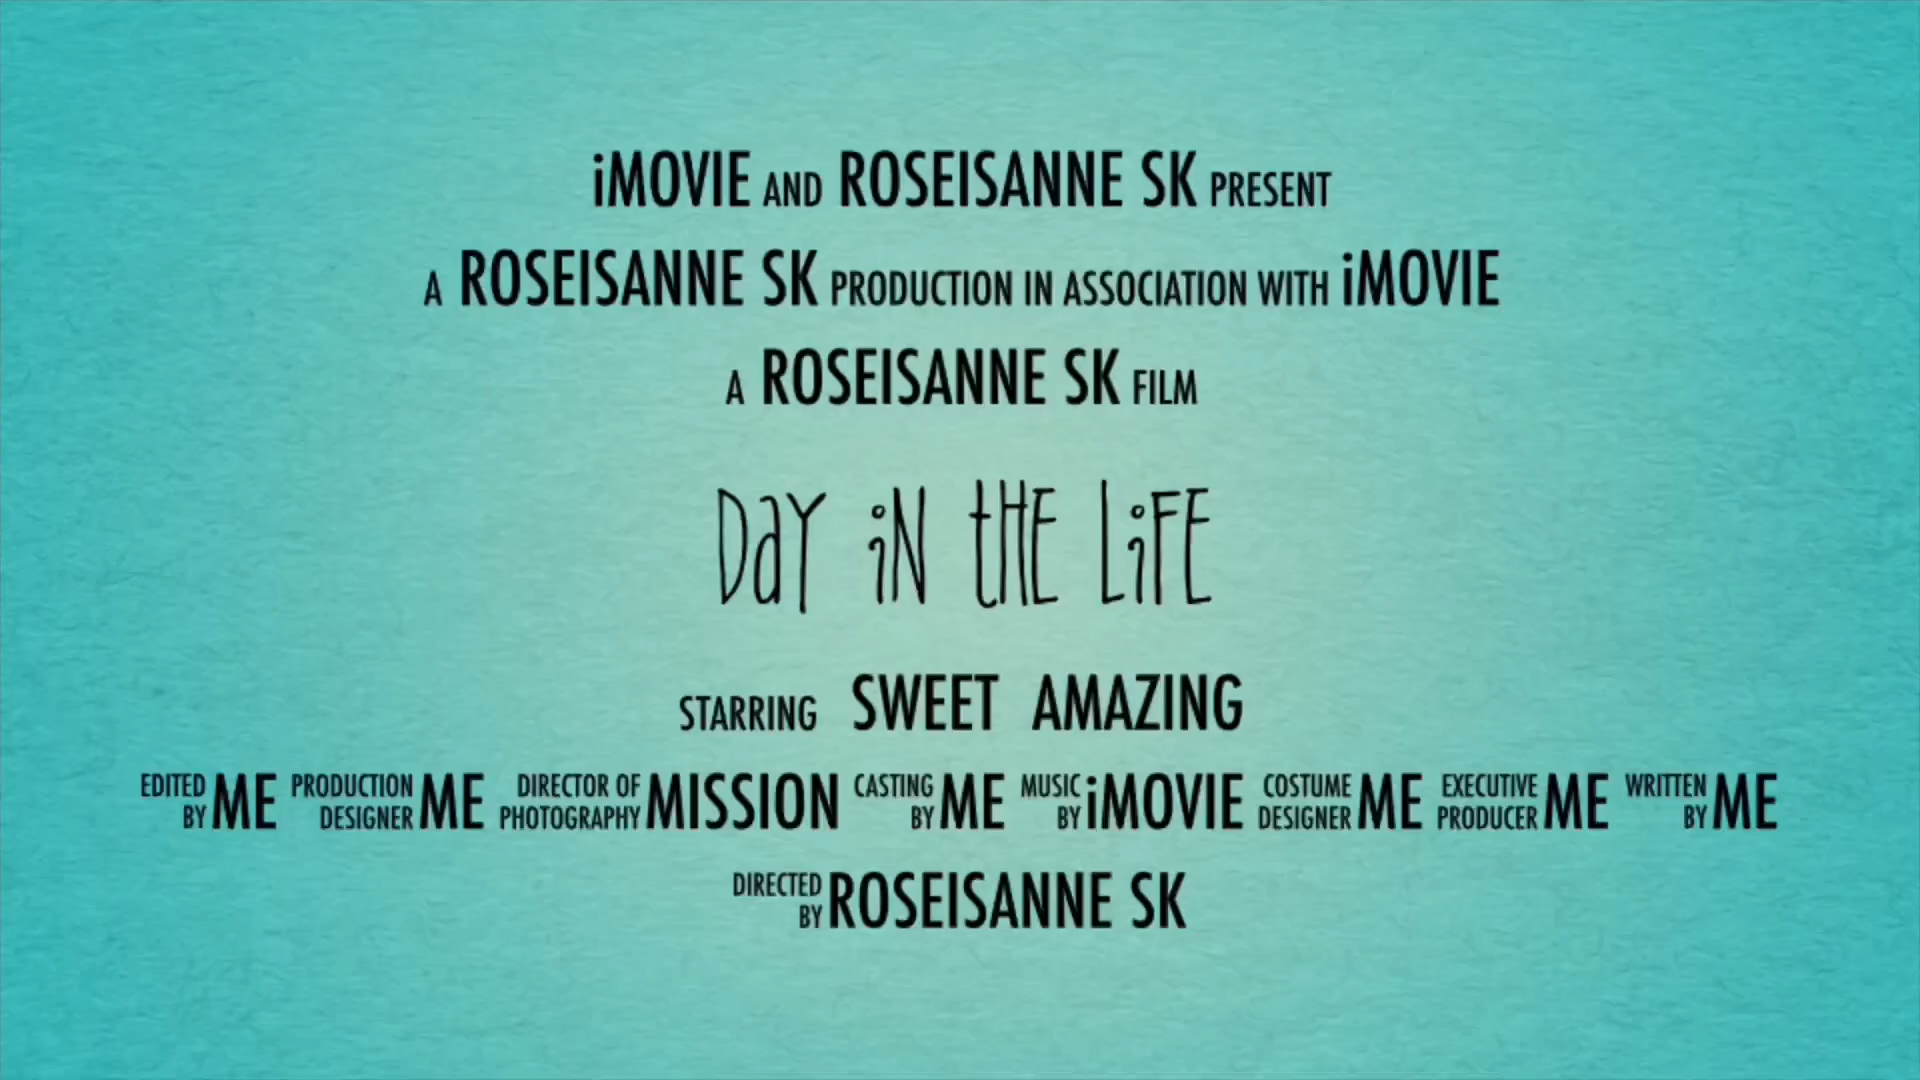 iMOVIE AND ROSEISANNE SK PRESENT
A ROSEISANNE SK PRODUCTION IN ASSOCIATION WITH iMOVIE
A ROSEISANNE SK FILM
DaY iN tHE LiFE
STARRING SWEET AMAZING
EDITED BY ME PRODUCTION DESIGNER ME DIRECTOR OF PHOTOGRAPHY MISSION CASTING BY ME MUSIC BY iMOVIE COSTUME DESIGNER ME EXECUTIVE PRODUCER ME WRITTEN BY ME
DIRECTED BY ROSEISANNE SK